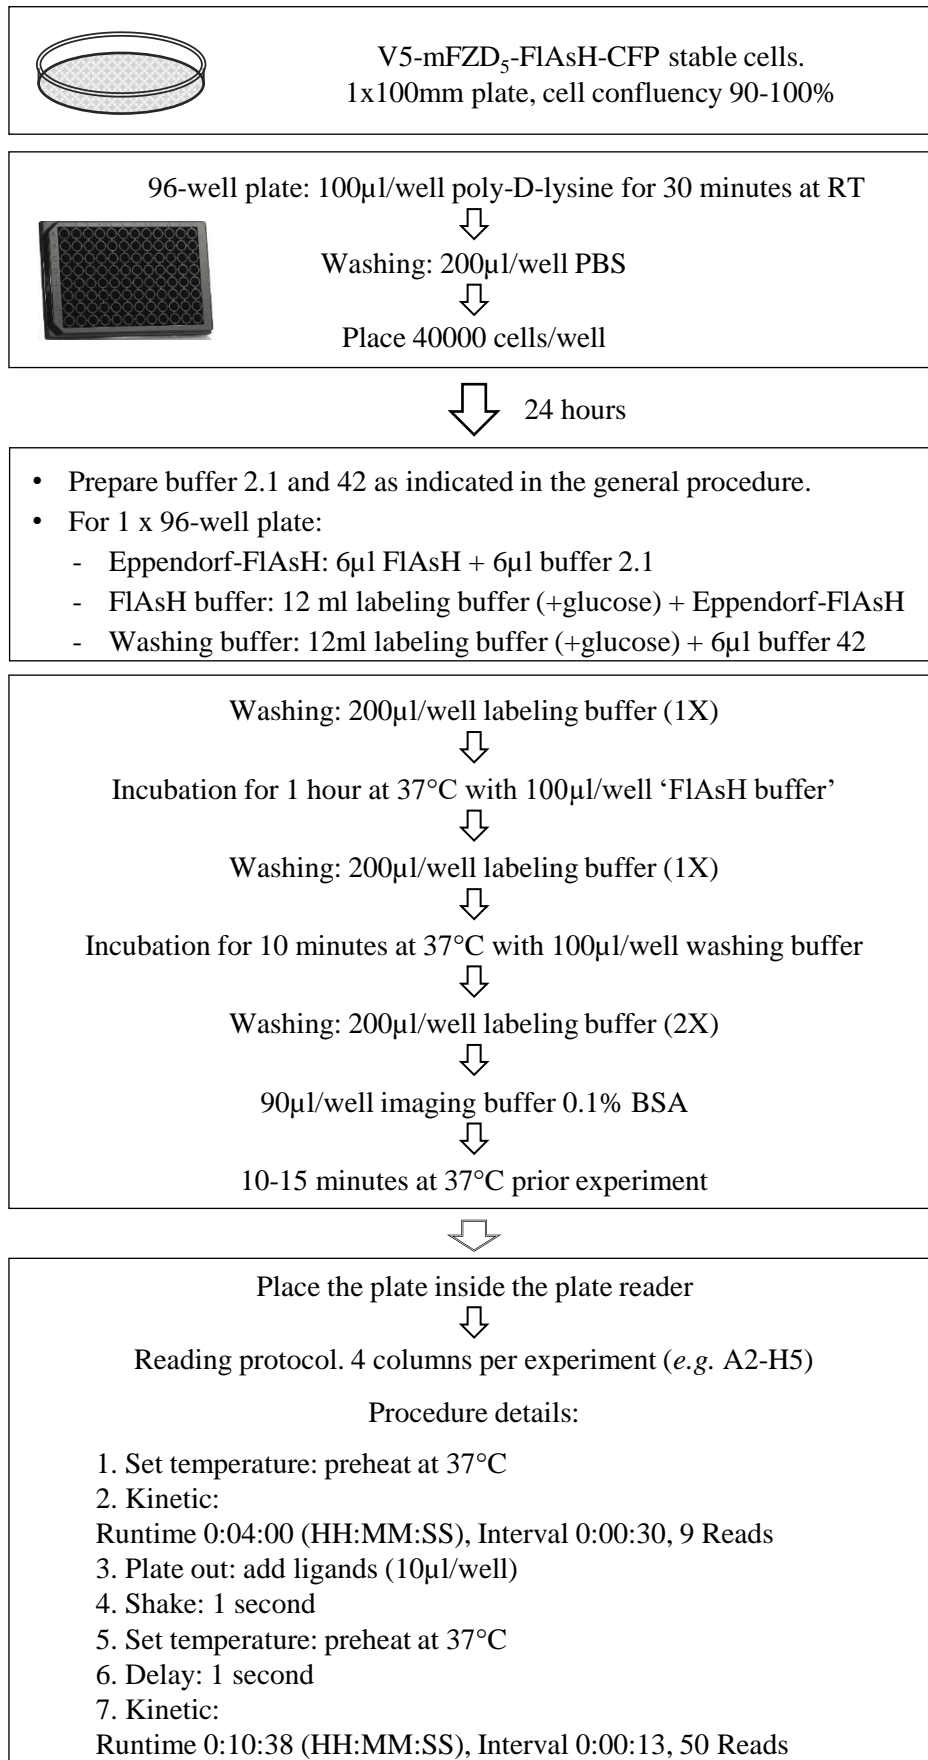 V5-mFZD₅-FlAsH-CFP stable cells.
1x100mm plate, cell confluency 90-100%
96-well plate: 100µl/well poly-D-lysine for 30 minutes at RT
Washing: 200µl/well PBS
Place 40000 cells/well
24 hours
• Prepare buffer 2.1 and 42 as indicated in the general procedure.
• For 1 x 96-well plate:
- Eppendorf-FlAsH: 6µl FlAsH + 6µl buffer 2.1
- FlAsH buffer: 12 ml labeling buffer (+glucose) + Eppendorf-FlAsH
- Washing buffer: 12ml labeling buffer (+glucose) + 6µl buffer 42
Washing: 200µl/well labeling buffer (1X)
Incubation for 1 hour at 37°C with 100µl/well ‘FlAsH buffer’
Washing: 200µl/well labeling buffer (1X)
Incubation for 10 minutes at 37°C with 100µl/well washing buffer
Washing: 200µl/well labeling buffer (2X)
90µl/well imaging buffer 0.1% BSA
10-15 minutes at 37°C prior experiment
Place the plate inside the plate reader
Reading protocol. 4 columns per experiment (e.g. A2-H5)
Procedure details:
1. Set temperature: preheat at 37°C
2. Kinetic:
Runtime 0:04:00 (HH:MM:SS), Interval 0:00:30, 9 Reads
3. Plate out: add ligands (10µl/well)
4. Shake: 1 second
5. Set temperature: preheat at 37°C
6. Delay: 1 second
7. Kinetic:
Runtime 0:10:38 (HH:MM:SS), Interval 0:00:13, 50 Reads